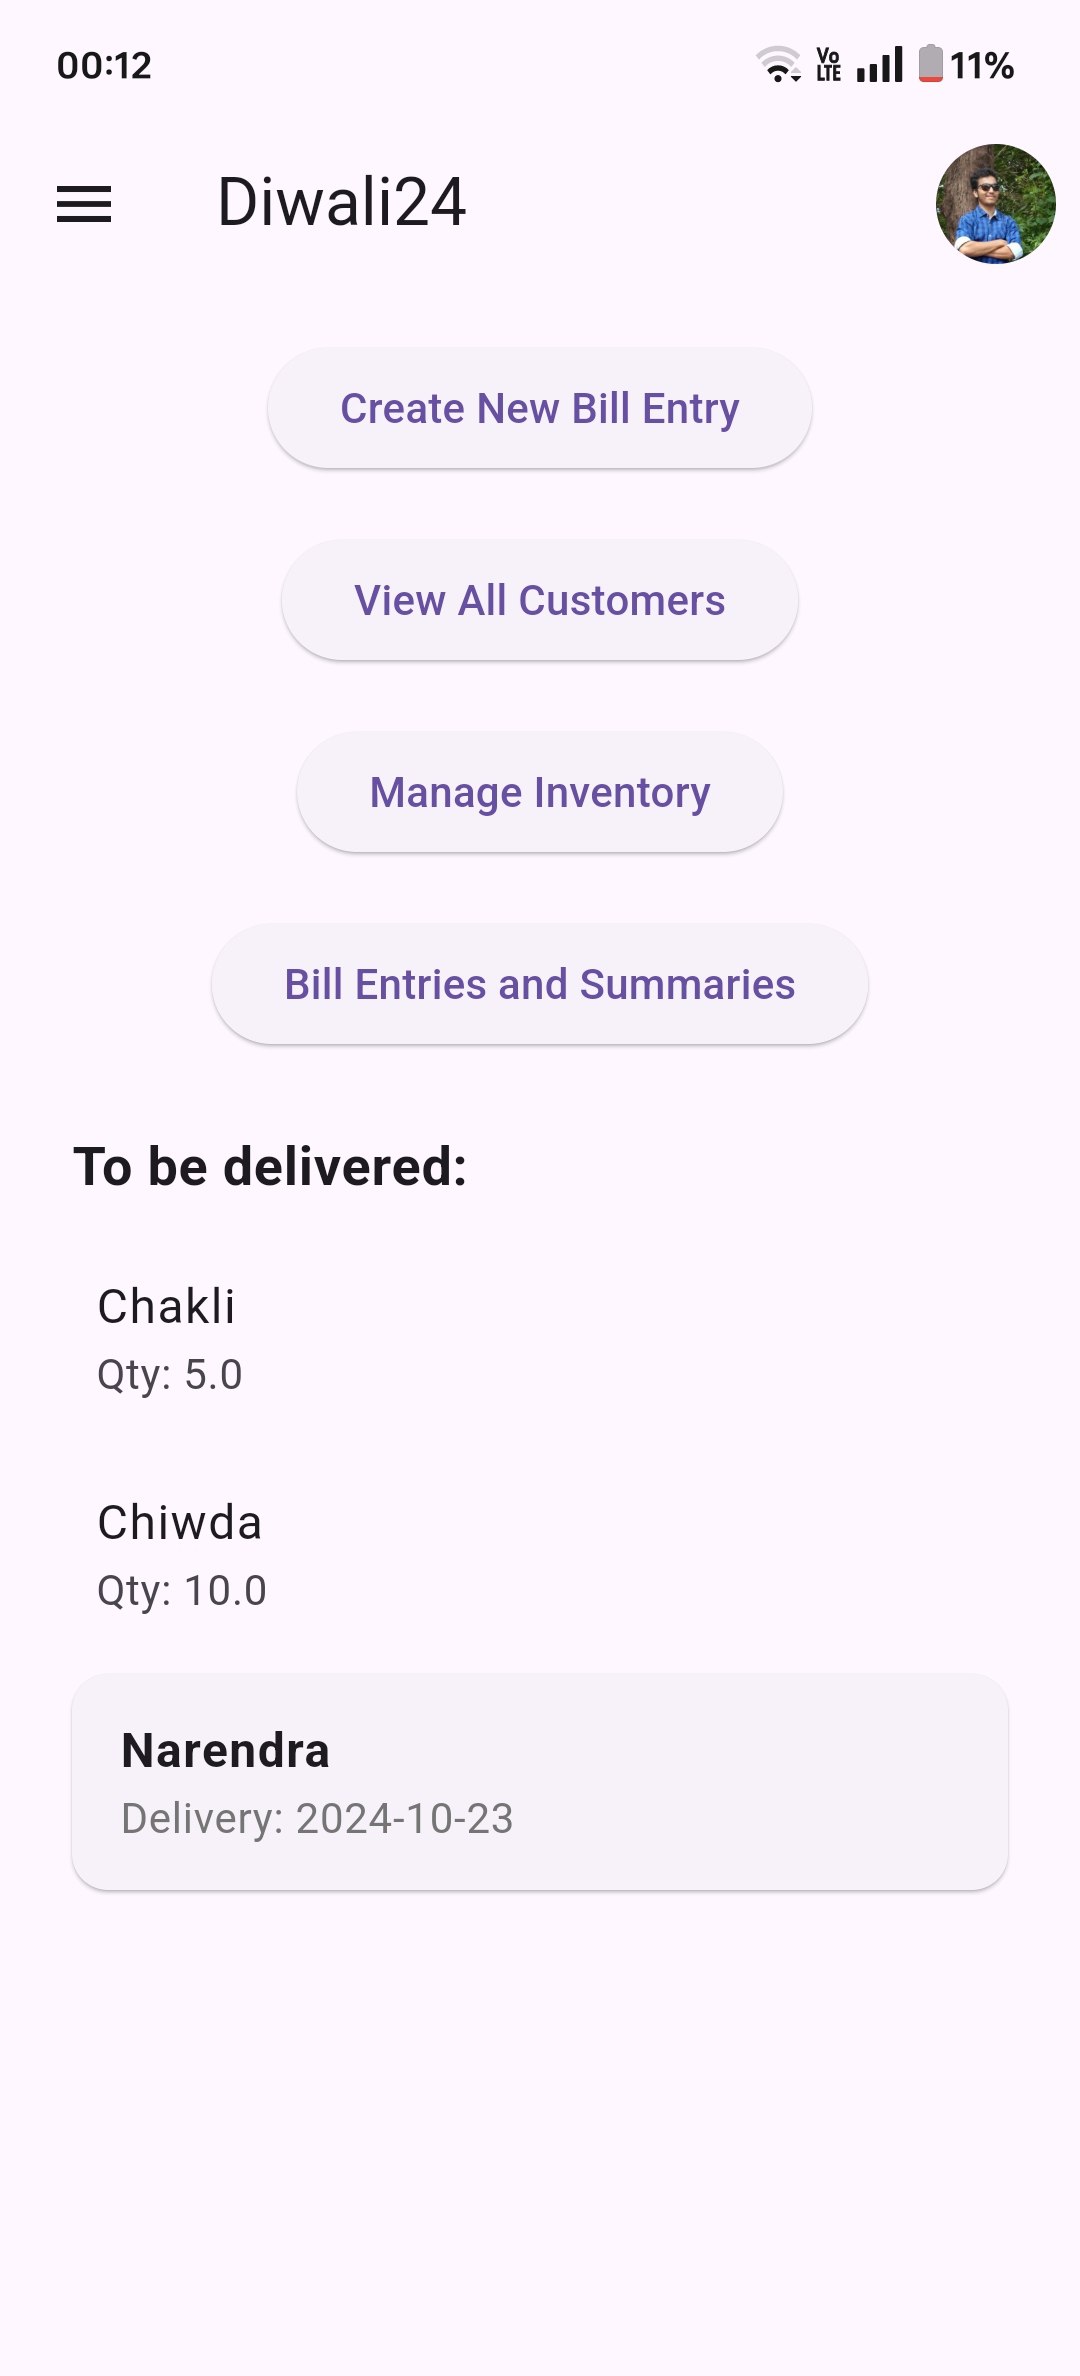 00:12
Vo LTE
11%
Diwali24
Create New Bill Entry
View All Customers
Manage Inventory
Bill Entries and Summaries
To be delivered:
Chakli
Qty: 5.0
Chiwda
Qty: 10.0
Narendra
Delivery: 2024-10-23